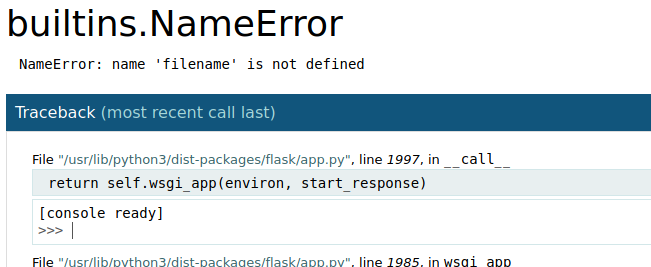 builtins.NameError
NameError: name 'filename' is not defined
Traceback (most recent call last)
File "/usr/lib/python3/dist-packages/flask/app.py", line 1997, in __call__
return self.wsgi_app(environ, start_response)
[console ready]
>>>
File "/usr/lib/python3/dist-packages/flask/app.py", line 1985, in wsgi_app